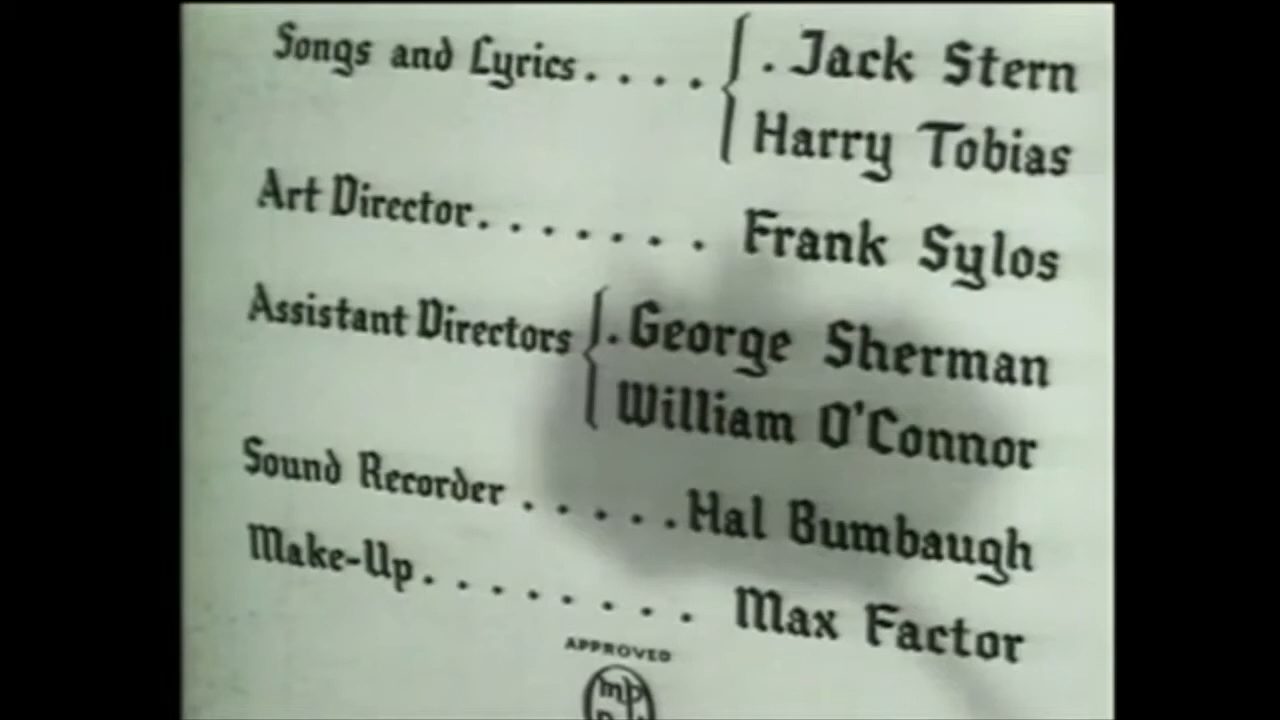 Songs and Lyrics . . . . { . Jack Stern
Harry Tobias
Art Director . . . . . . . Frank Sylos
Assistant Directors { . George Sherman
William O'Connor
Sound Recorder . . . . . Hal Bumbaugh
Make-Up . . . . . . . . Max Factor
APPROVED